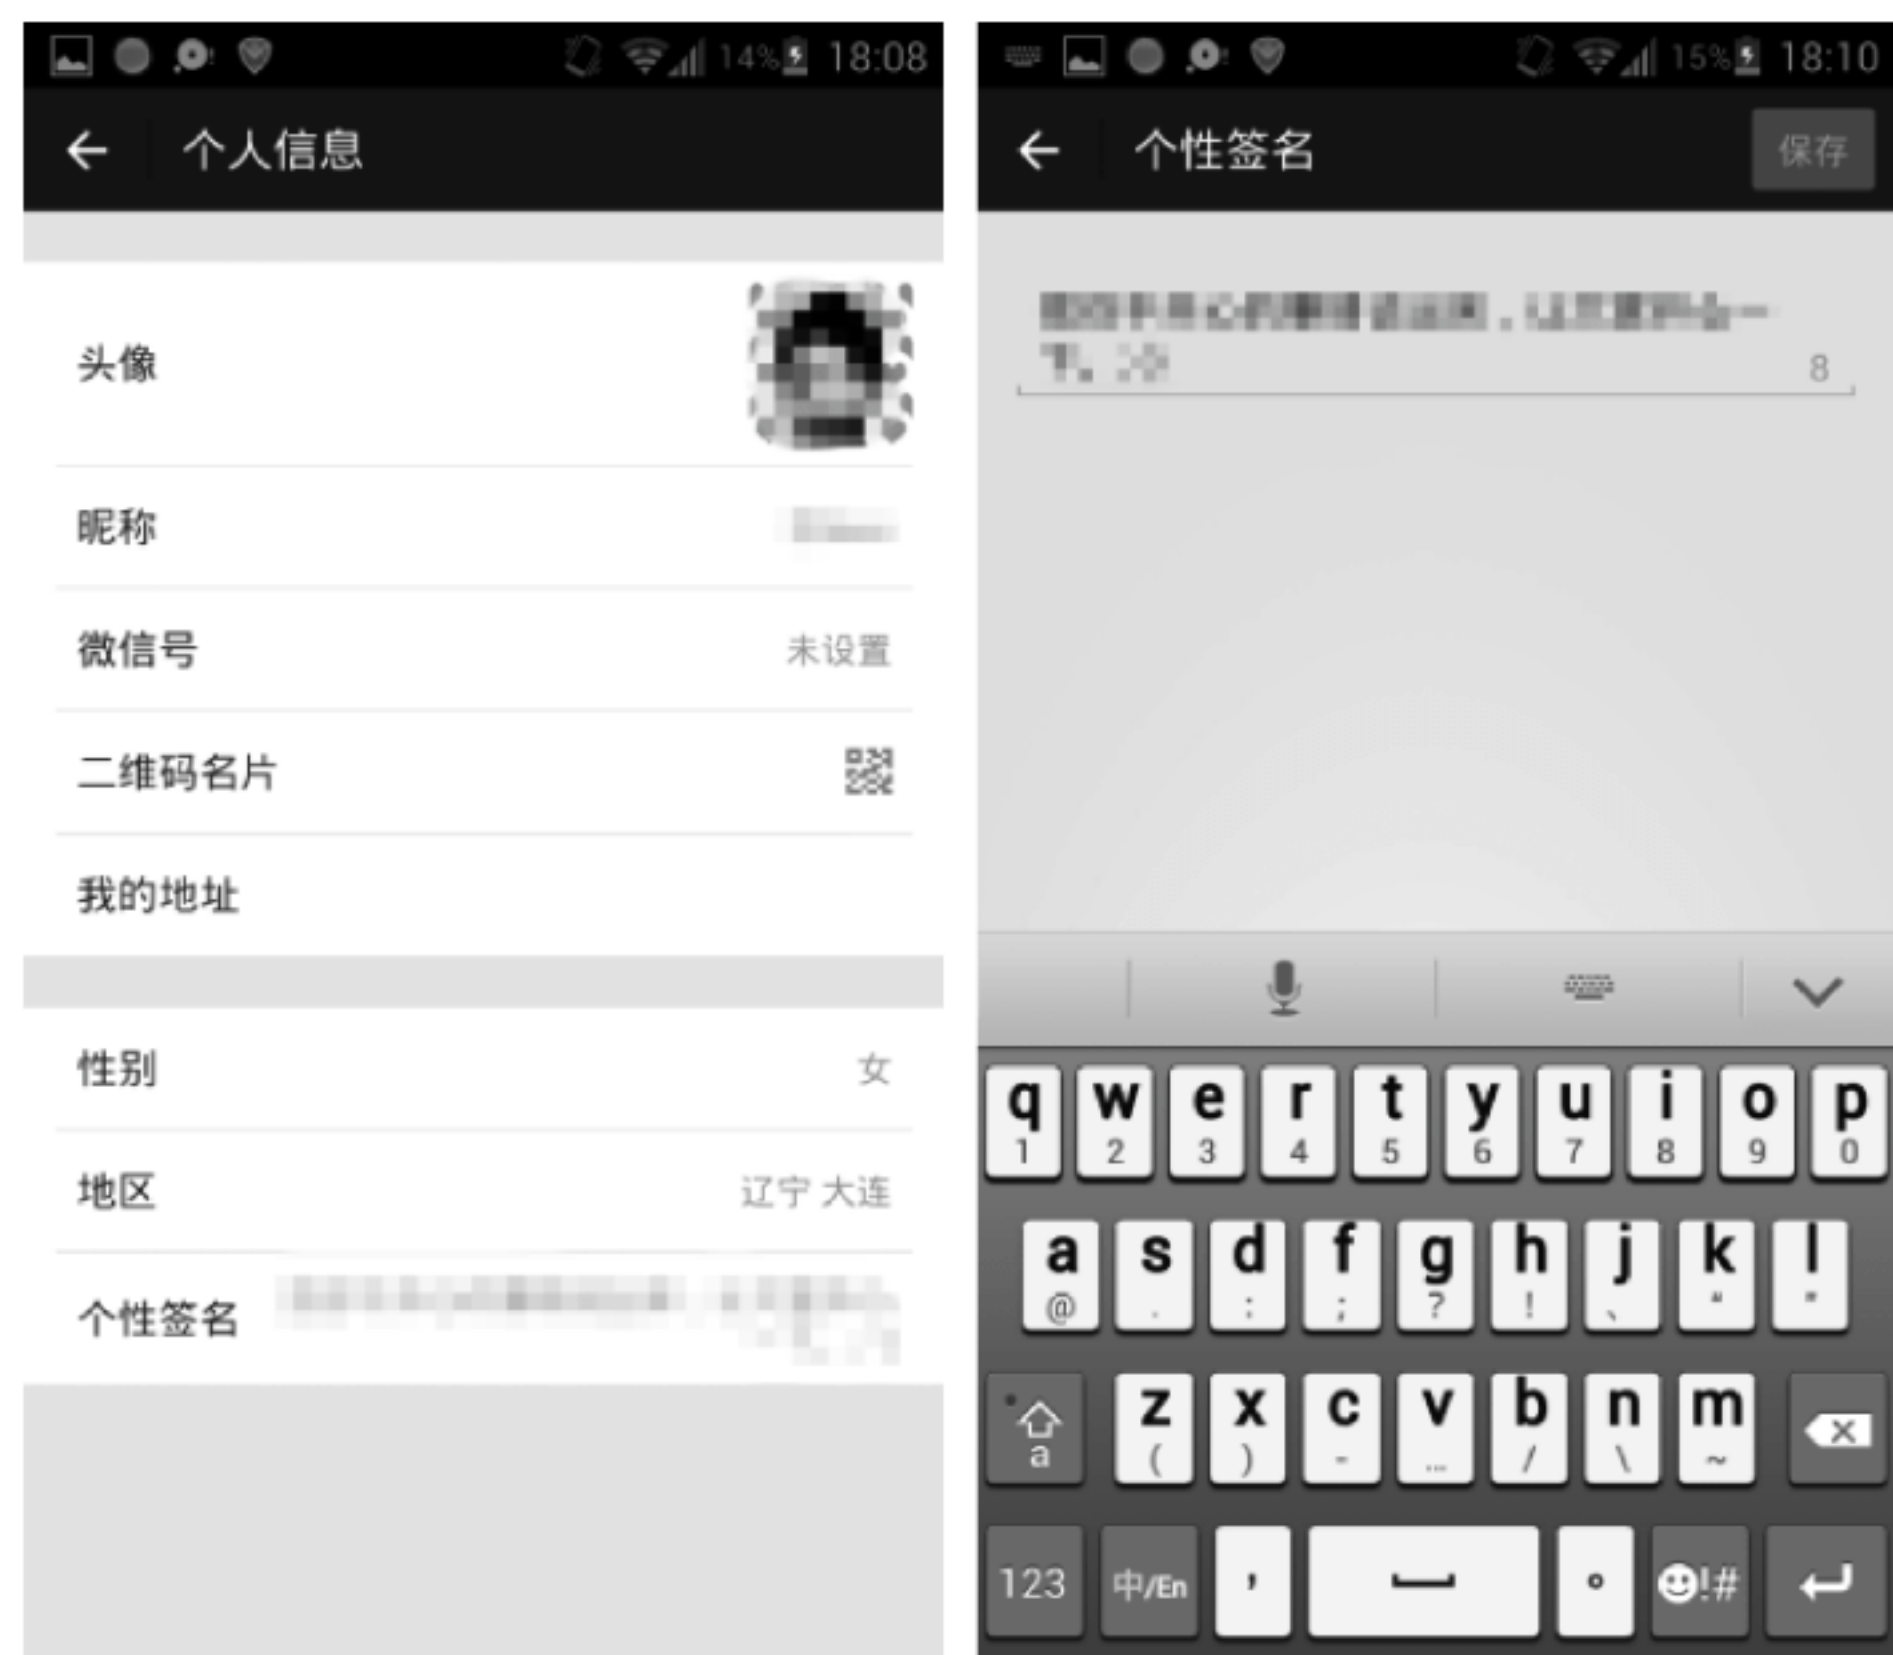 14% 18:08
个人信息
头像
昵称
微信号 未设置
二维码名片
我的地址
性别 女
地区 辽宁 大连
个性签名
15% 18:10
个性签名 保存
8
q w e r t y u i o p
1 2 3 4 5 6 7 8 9 0
a s d f g h j k l
@ . : ; ? ! 、 “ ”
z x c v b n m
a ( ) - ... / \ ~
123 中/En , 。 !#